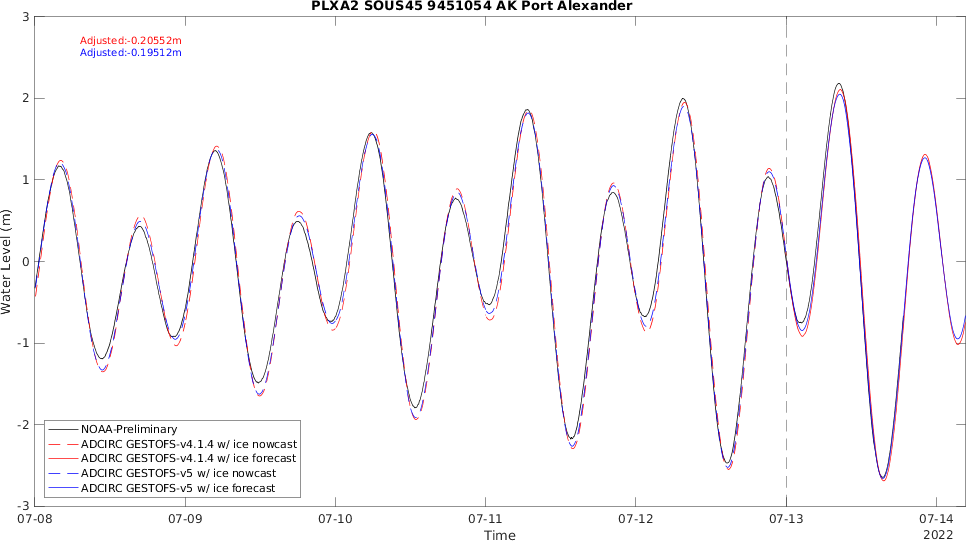 PLXA2 SOUS45 9451054 AK Port Alexander
Adjusted:-0.20552m
Adjusted:-0.19512m
3
2
1
0
-1
-2
-3
Water Level (m)
NOAA-Preliminary
ADCIRC GESTOFS-v4.1.4 w/ ice nowcast
ADCIRC GESTOFS-v4.1.4 w/ ice forecast
ADCIRC GESTOFS-v5 w/ ice nowcast
ADCIRC GESTOFS-v5 w/ ice forecast
07-08 07-09 07-10 07-11 07-12 07-13 07-14
Time
2022